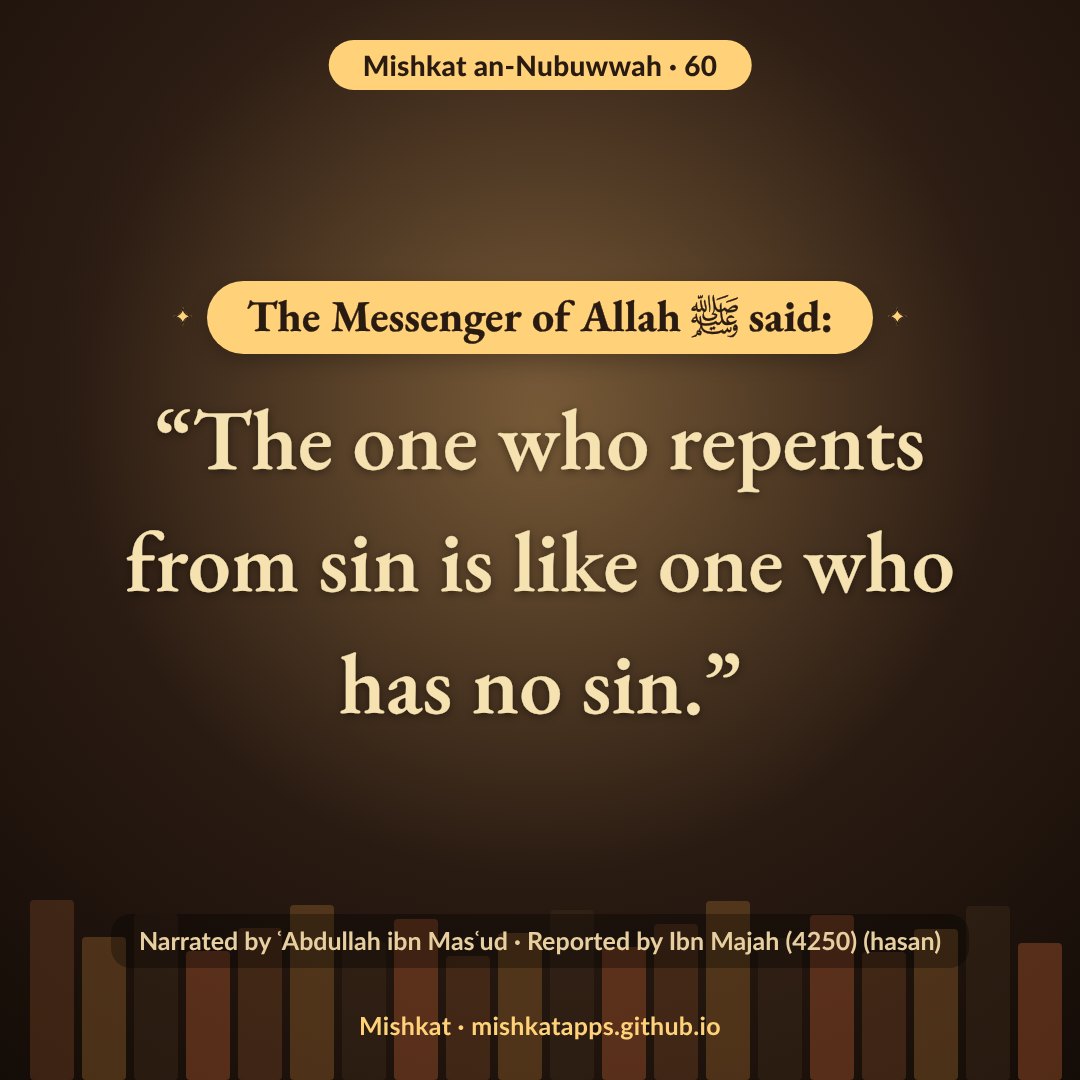 Mishkat an-Nubuwwah · 60
The Messenger of Allah ﷺ said:
“The one who repents
from sin is like one who
has no sin.”
Narrated by ʿAbdullah ibn Masʿud · Reported by Ibn Majah (4250) (hasan)
Mishkat · mishkatapps.github.io